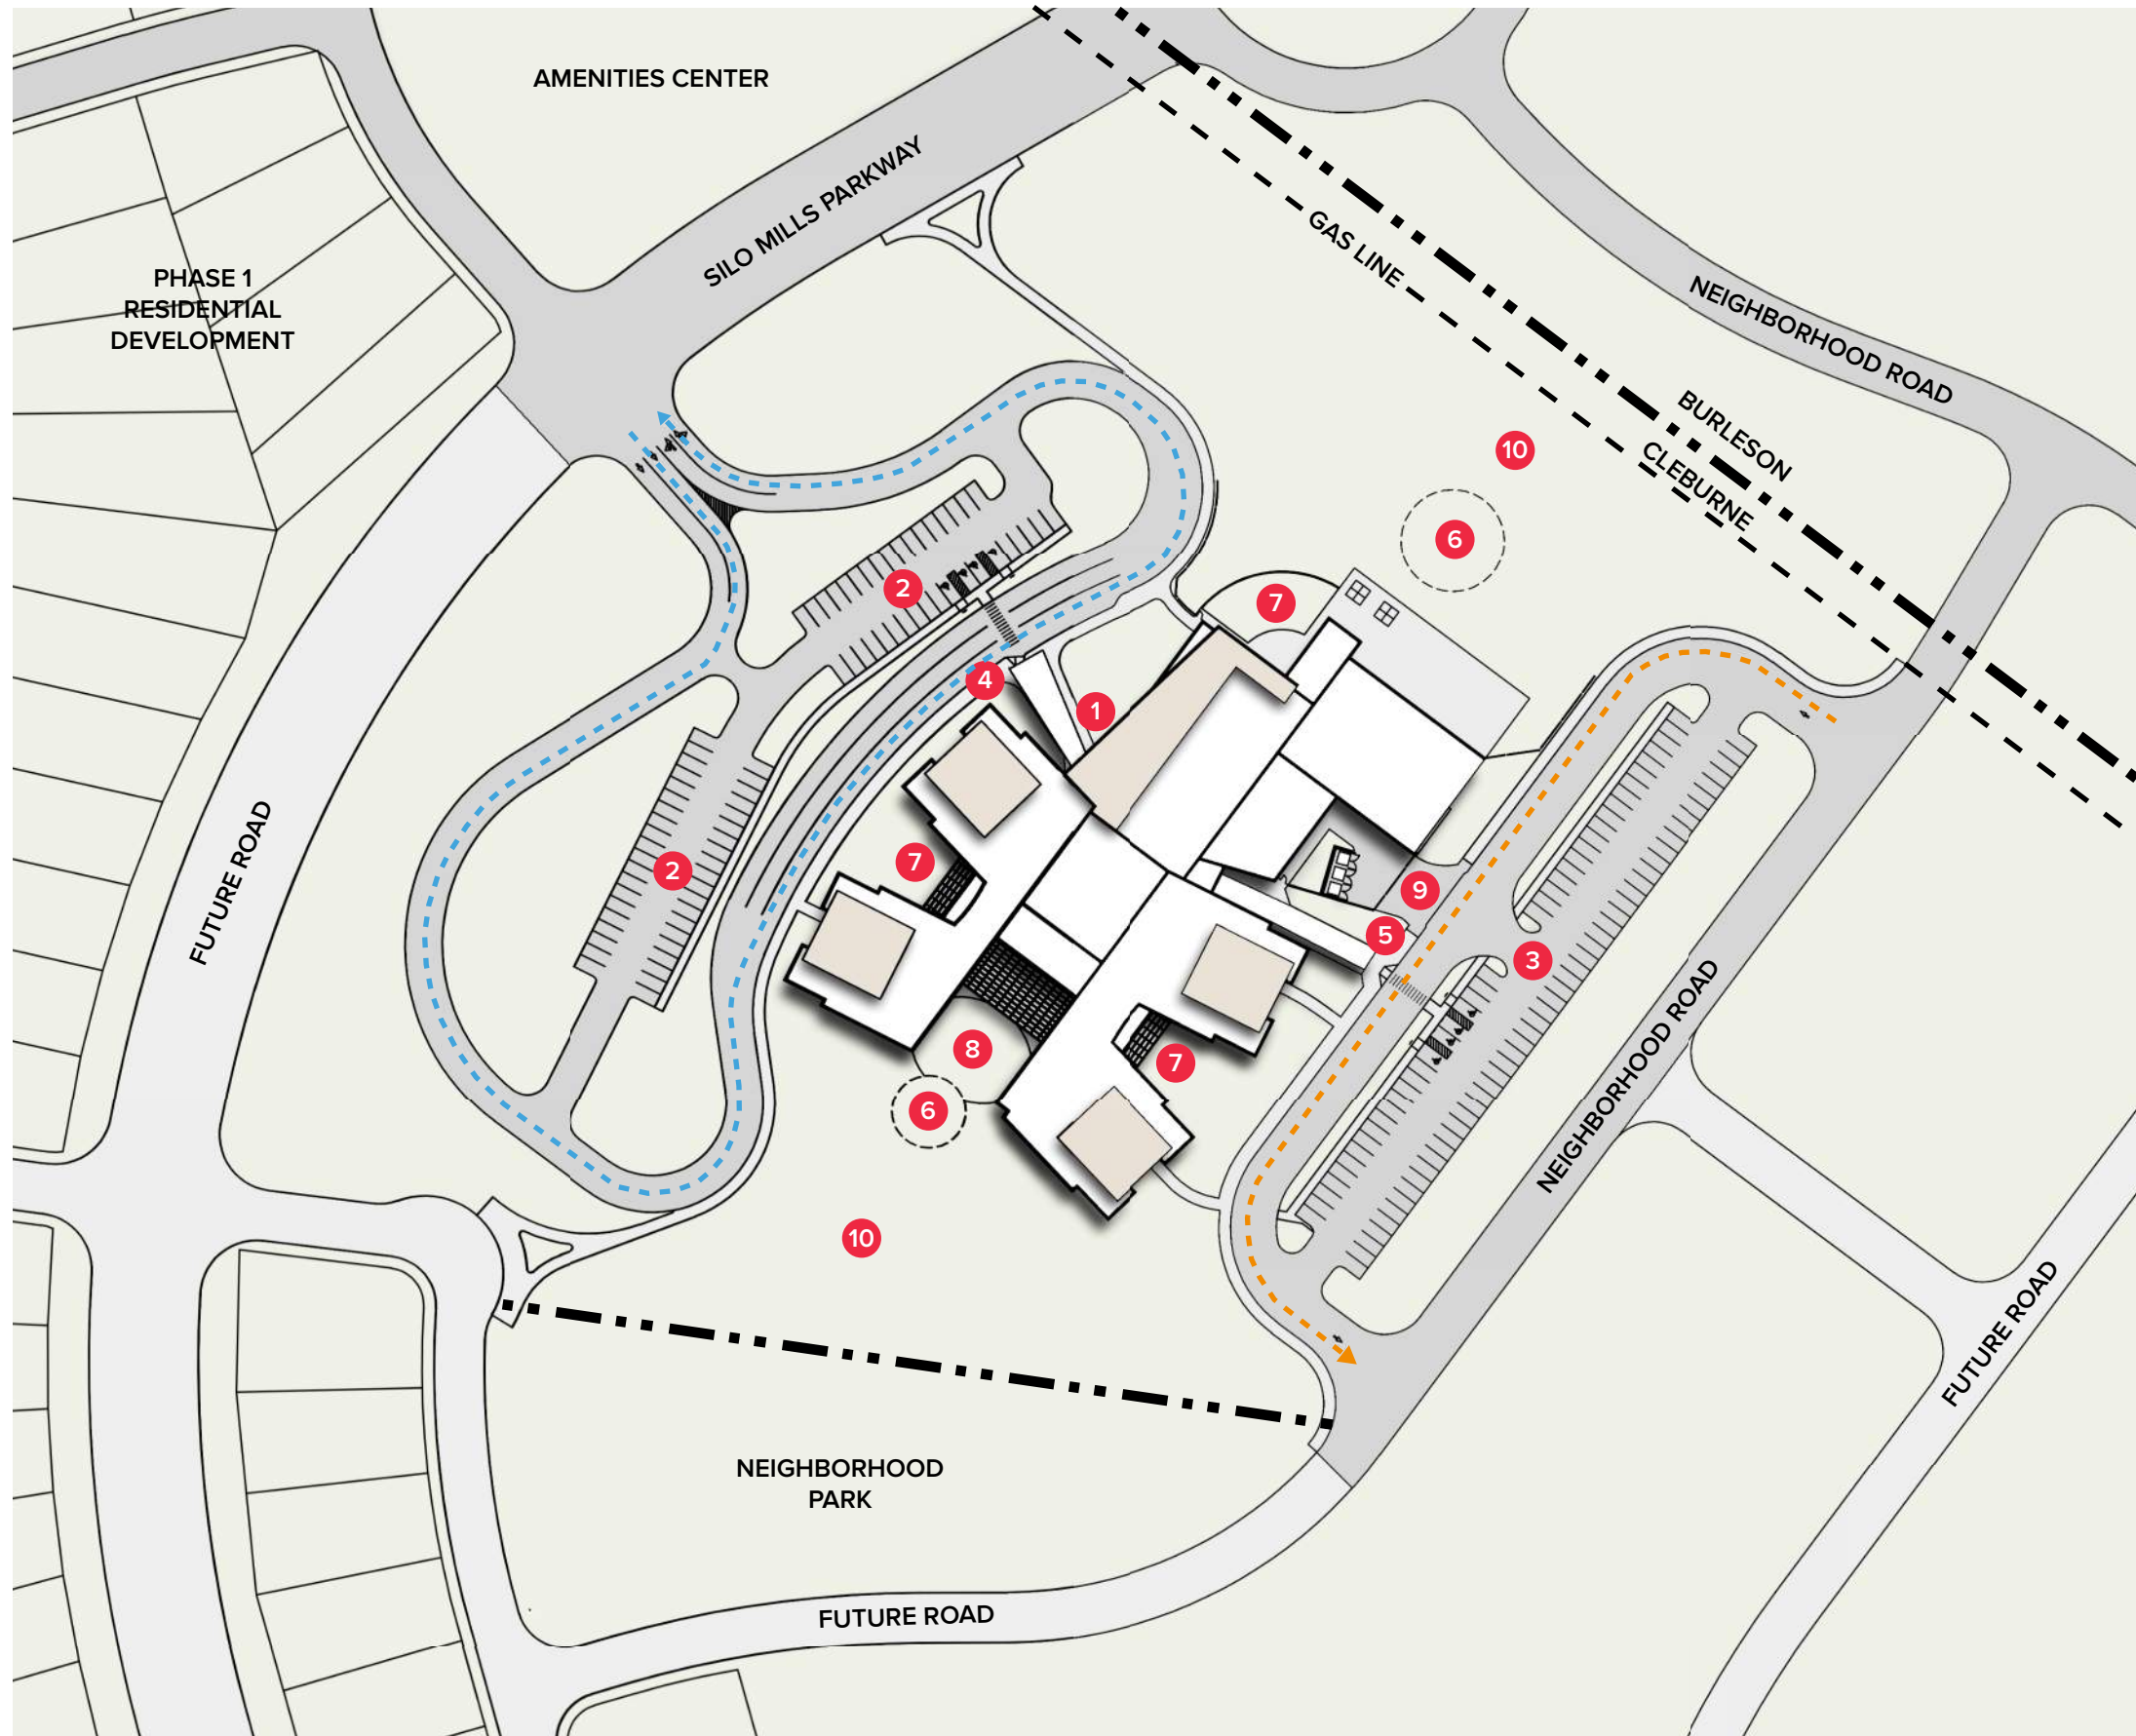 AMENITIES CENTER
SILO MILLS PARKWAY
GAS LINE
PHASE 1
RESIDENTIAL
DEVELOPMENT
NEIGHBORHOOD ROAD
BURLESON
CLEBURNE
10
6
2
7
4
1
FUTURE ROAD
7
2
9
5
3
8
7
6
NEIGHBORHOOD ROAD
10
FUTURE ROAD
NEIGHBORHOOD
PARK
FUTURE ROAD